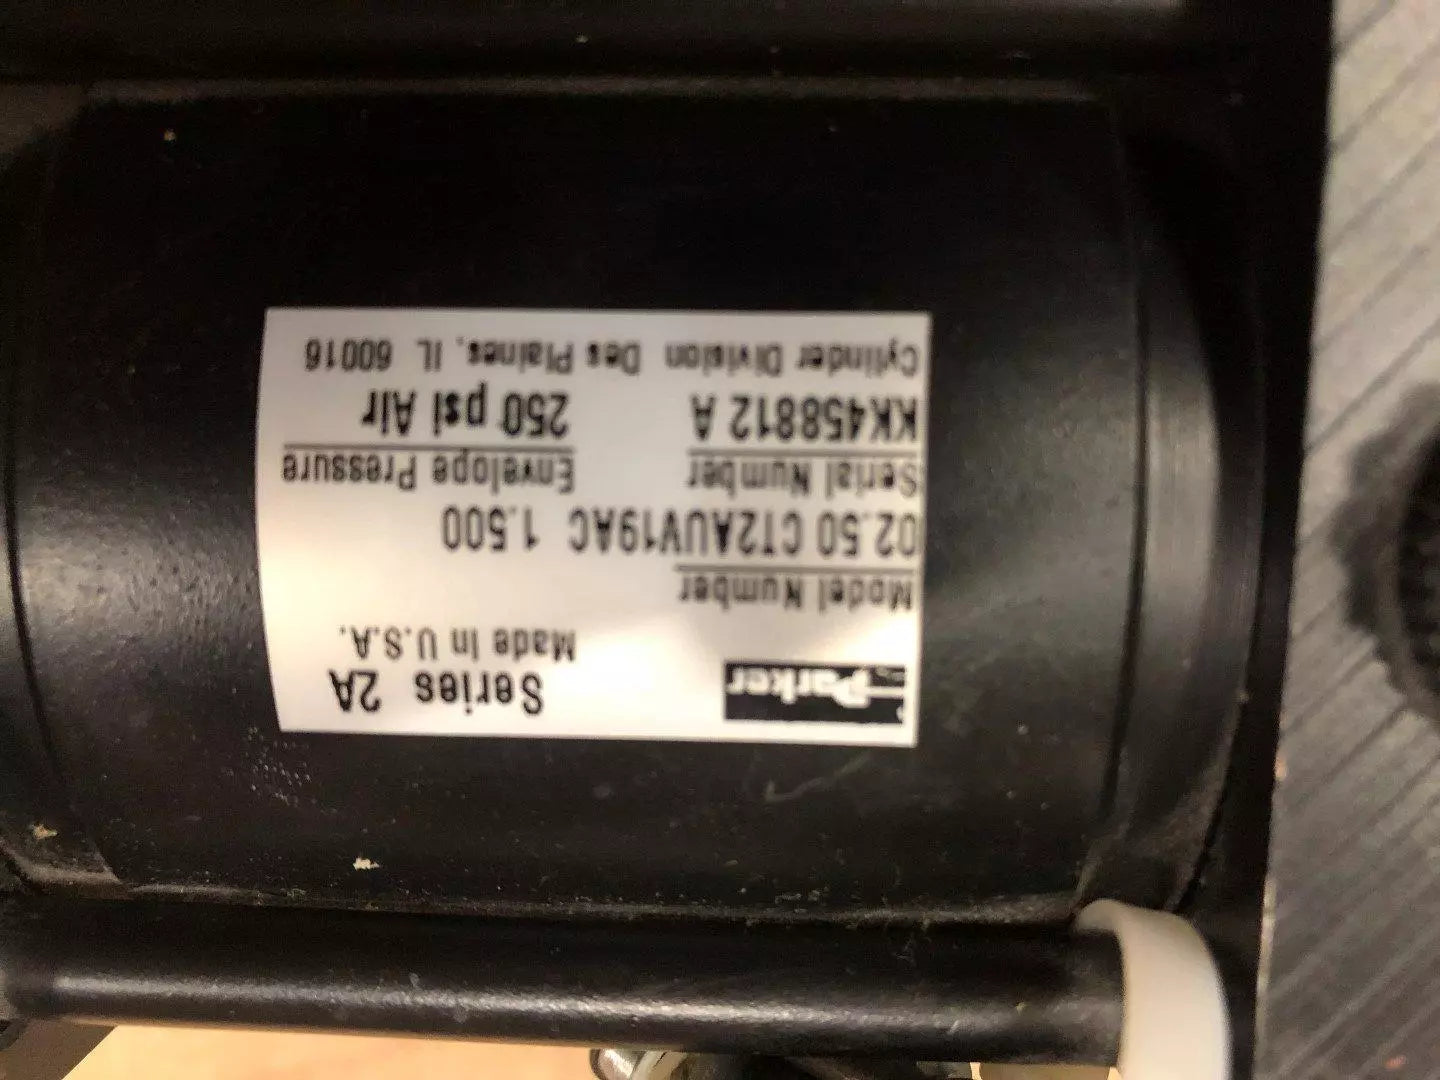 Parker
Series 2A
Made In U.S.A.
Model Number
02.50 CT2AUV19AC 1.500
Serial Number Envelope Pressure
KK458812 A 250 psi Air
Cylinder Division Des Plaines, IL 60016